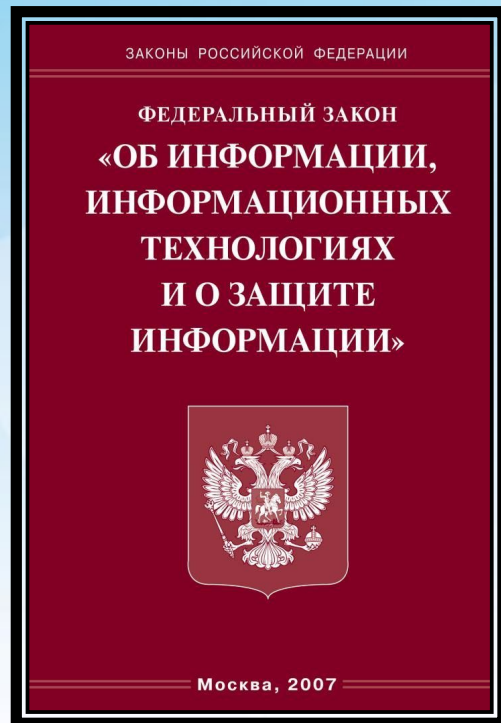 ЗАКОНЫ РОССИЙСКОЙ ФЕДЕРАЦИИ
ФЕДЕРАЛЬНЫЙ ЗАКОН
«ОБ ИНФОРМАЦИИ,
ИНФОРМАЦИОННЫХ
ТЕХНОЛОГИЯХ
И О ЗАЩИТЕ
ИНФОРМАЦИИ»
Москва, 2007